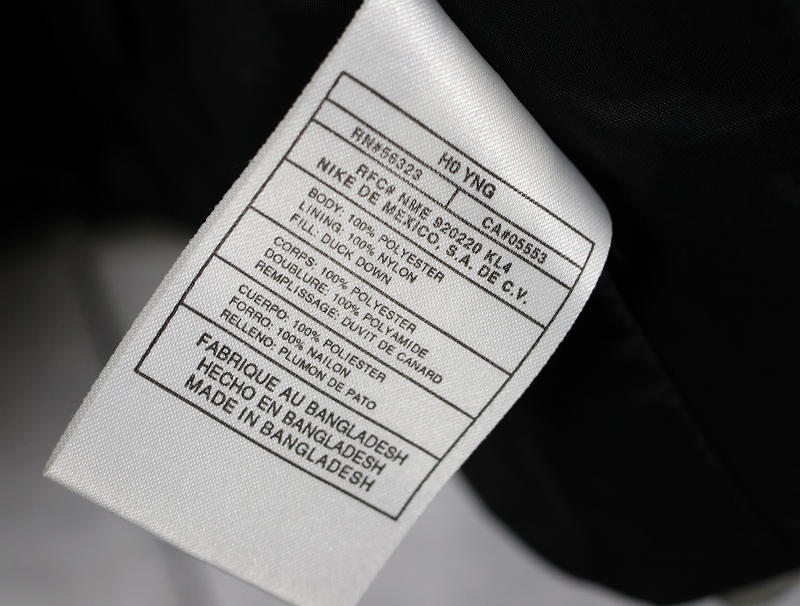 H0 YNG
RN#56323 CA#05553
RFC# NME 920220 KL4
NIKE DE MEXICO, S.A. DE C.V.
BODY: 100% POLYESTER
LINING: 100% NYLON
FILL: DUCK DOWN
CORPS: 100% POLYESTER
DOUBLURE: 100% POLYAMIDE
REMPLISSAGE: DUVIT DE CANARD
CUERPO: 100% POLIESTER
FORRO: 100% NAILON
RELLENO: PLUMON DE PATO
FABRIQUE AU BANGLADESH
HECHO EN BANGLADESH
MADE IN BANGLADESH